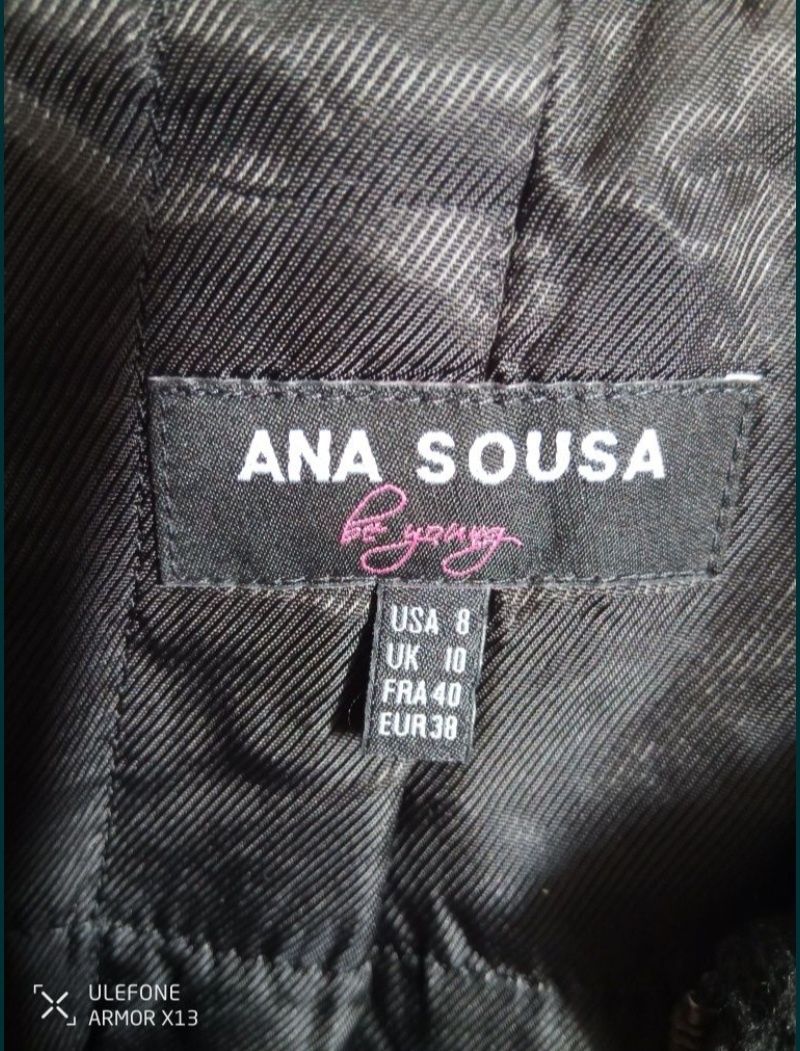 ANA SOUSA
be young
USA 8
UK 10
FRA 40
EUR 38
ULEFONE
ARMOR X13